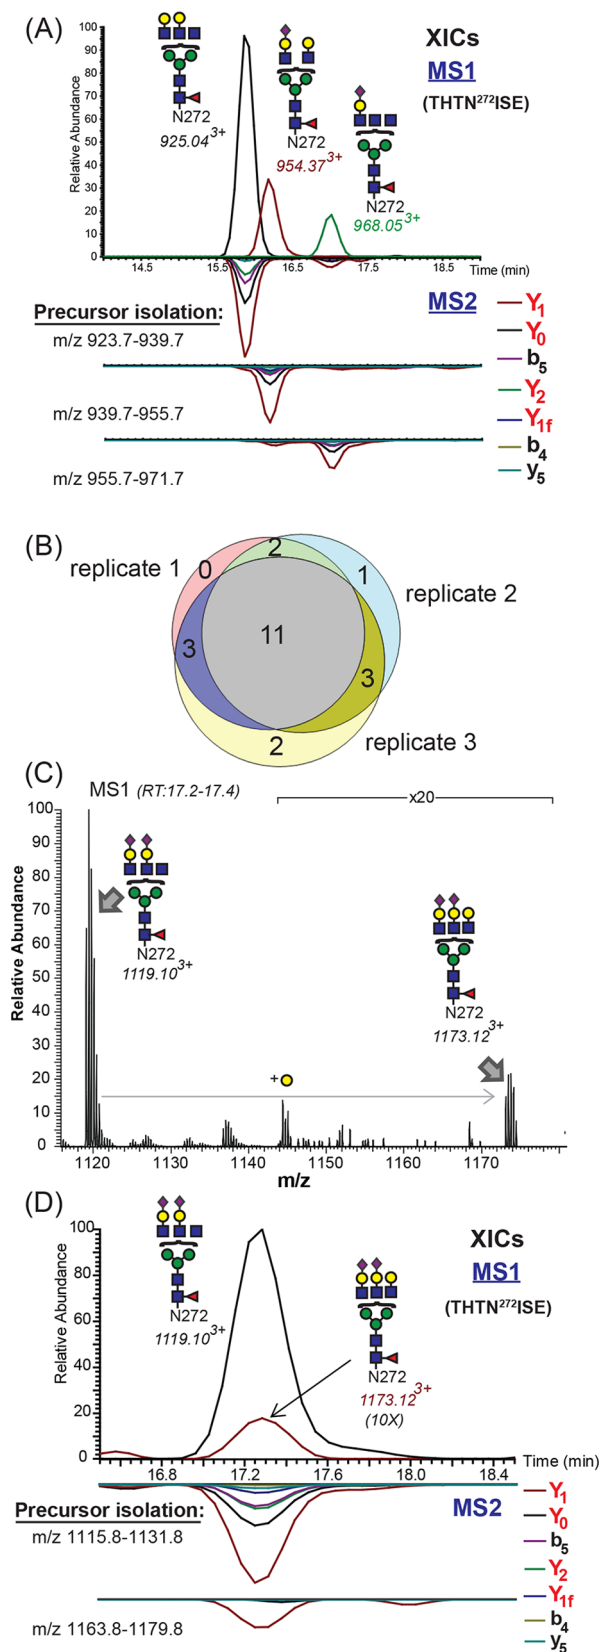 (A)
XICs
MS1
(THTN²⁷²ISE)
Relative Abundance
100
90
80
70
60
50
40
30
20
10
0
N272
925.04³⁺
N272
954.37³⁺
N272
968.05³⁺
14.5 15.5 16.5 17.5 18.5
Time (min)
Precursor isolation:
MS2
m/z 923.7-939.7
m/z 939.7-955.7
m/z 955.7-971.7
Y₁
Y₀
b₅
Y₂
Y₁f
b₄
y₅
(B)
replicate 1
replicate 2
replicate 3
0
2
1
3
11
3
2
(C)
MS1 (RT:17.2-17.4)
x20
Relative Abundance
100
90
80
70
60
50
40
30
20
10
0
N272
1119.10³⁺
N272
1173.12³⁺
+
1120 1130 1140 1150 1160 1170
m/z
(D)
XICs
MS1
(THTN²⁷²ISE)
Relative Abundance
100
80
60
40
20
0
N272
1119.10³⁺
N272
1173.12³⁺
(10X)
16.8 17.2 17.6 18.0 18.4
Time (min)
Precursor isolation:
MS2
m/z 1115.8-1131.8
m/z 1163.8-1179.8
Y₁
Y₀
b₅
Y₂
Y₁f
b₄
y₅